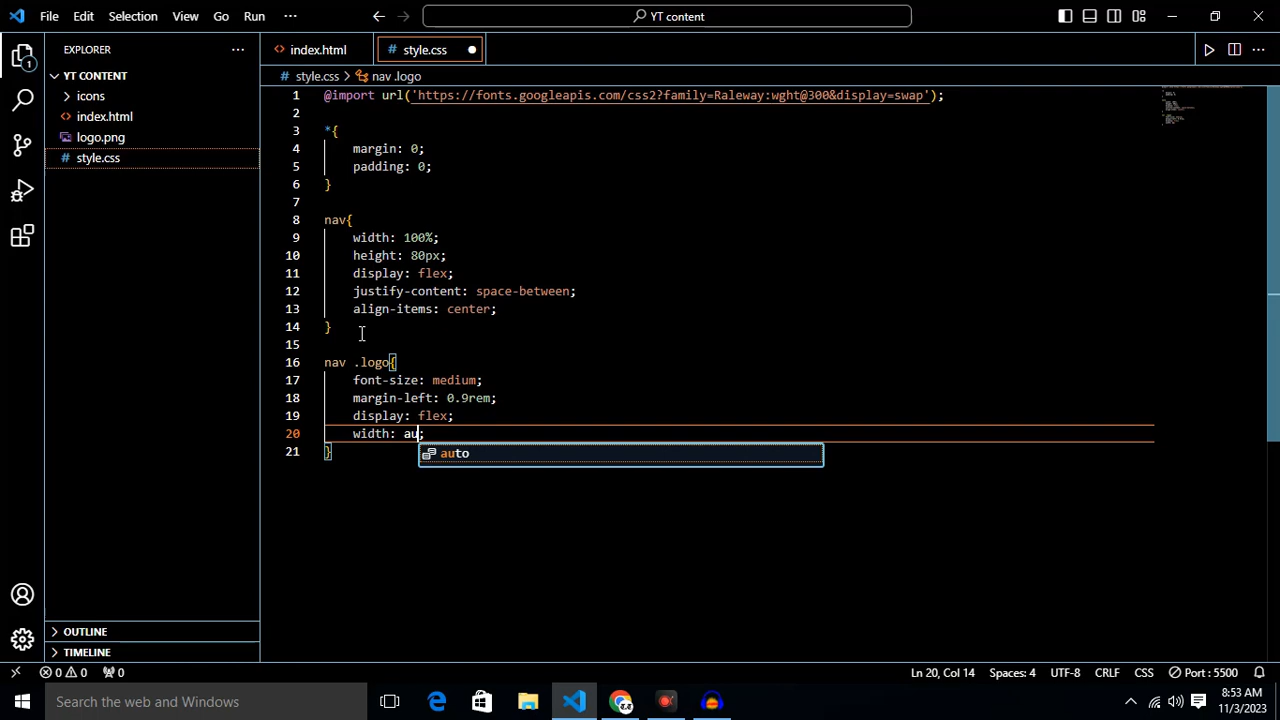 File Edit Selection View Go Run ··· YT content
EXPLORER ···
index.html
style.css
YT CONTENT
icons
index.html
logo.png
style.css
style.css > nav .logo
1 @import url('https://fonts.googleapis.com/css2?family=Raleway:wght@300&display=swap');
2
3 *{
4 margin: 0;
5 padding: 0;
6 }
7
8 nav{
9 width: 100%;
10 height: 80px;
11 display: flex;
12 justify-content: space-between;
13 align-items: center;
14 }
15
16 nav .logo{
17 font-size: medium;
18 margin-left: 0.9rem;
19 display: flex;
20 width: au;
21 }
auto
OUTLINE
TIMELINE
0 0 0 Ln 20, Col 14 Spaces: 4 UTF-8 CRLF CSS Port : 5500
Search the web and Windows
8:53 AM
11/3/2023
1